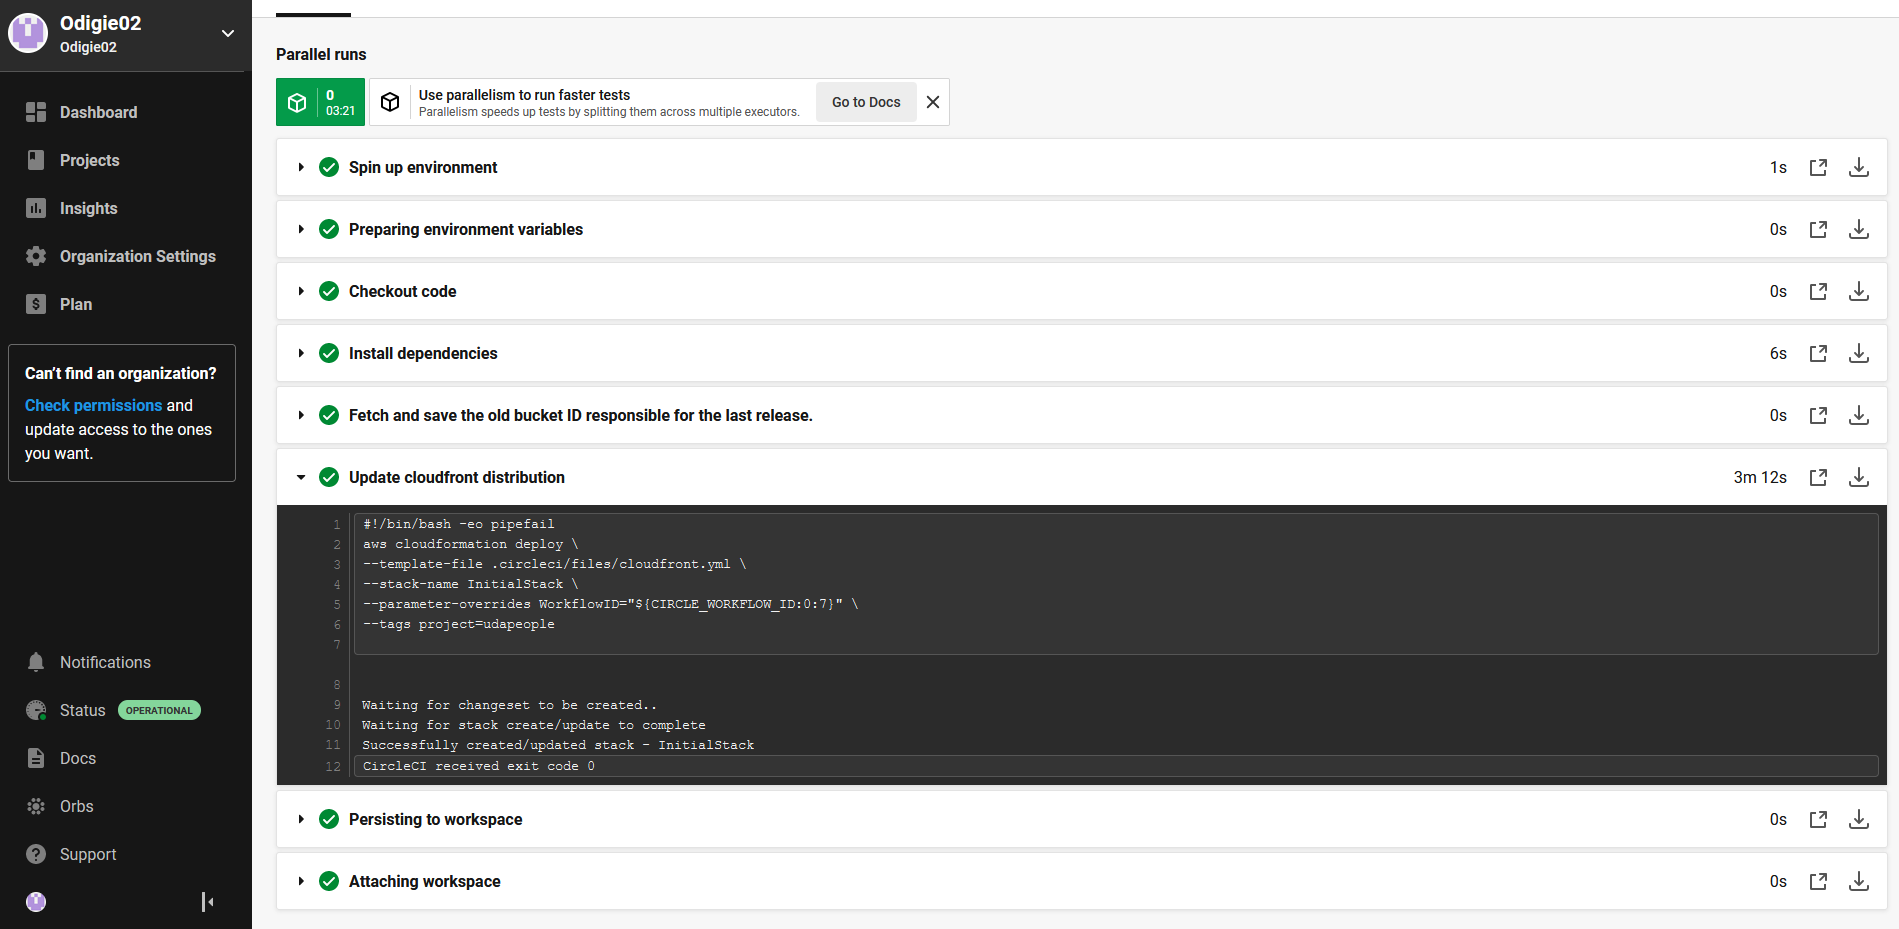 Odigie02
Odigie02
Dashboard
Projects
Insights
Organization Settings
Plan
Can't find an organization?
Check permissions and
update access to the ones
you want.
Notifications
Status OPERATIONAL
Docs
Orbs
Support
Parallel runs
0
03:21
Use parallelism to run faster tests
Parallelism speeds up tests by splitting them across multiple executors.
Go to Docs
Spin up environment 1s
Preparing environment variables 0s
Checkout code 0s
Install dependencies 6s
Fetch and save the old bucket ID responsible for the last release. 0s
Update cloudfront distribution 3m 12s
1 #!/bin/bash -eo pipefail
2 aws cloudformation deploy \
3 --template-file .circleci/files/cloudfront.yml \
4 --stack-name InitialStack \
5 --parameter-overrides WorkflowID="${CIRCLE_WORKFLOW_ID:0:7}" \
6 --tags project=udapeople
7
8
9 Waiting for changeset to be created..
10 Waiting for stack create/update to complete
11 Successfully created/updated stack - InitialStack
12 CircleCI received exit code 0
Persisting to workspace 0s
Attaching workspace 0s